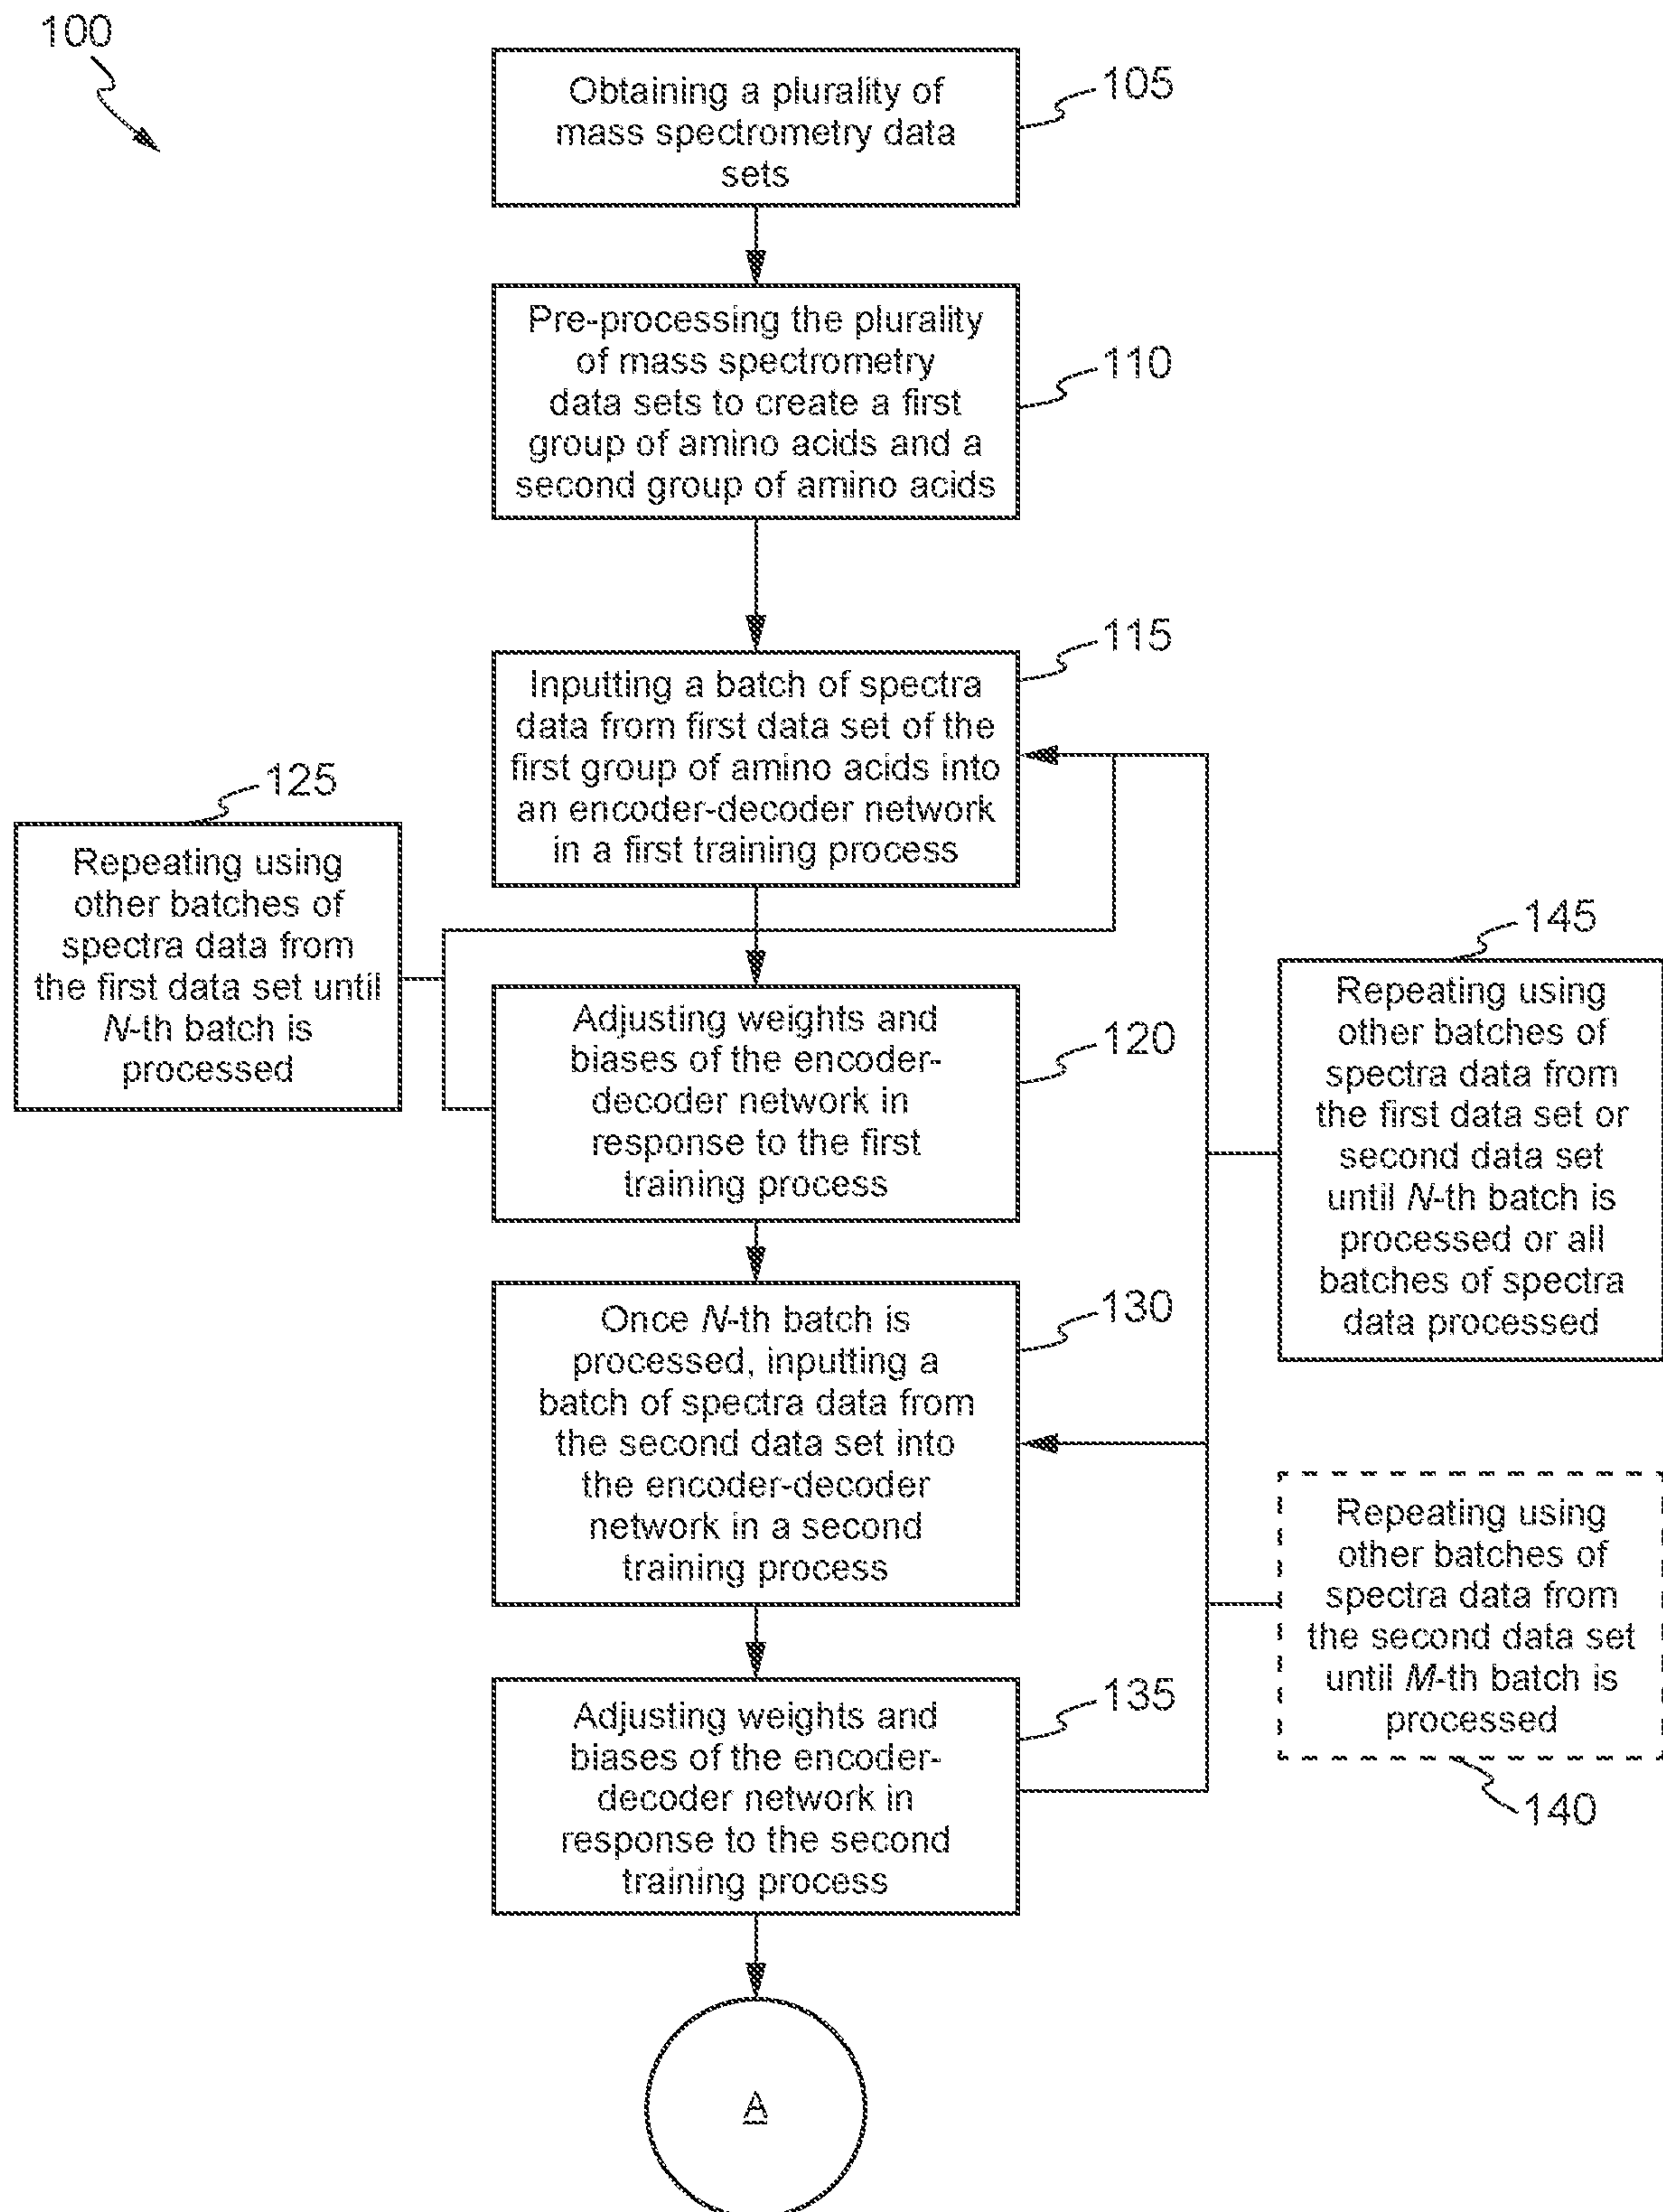 100
Obtaining a plurality of
mass spectrometry data
sets
105
Pre-processing the plurality
of mass spectrometry
data sets to create a first
group of amino acids and a
second group of amino acids
110
Inputting a batch of spectra
data from first data set of the
first group of amino acids into
an encoder-decoder network
in a first training process
115
125
Repeating using
other batches of
spectra data from
the first data set until
N-th batch is
processed
Adjusting weights and
biases of the encoder-
decoder network in
response to the first
training process
120
145
Repeating using
other batches of
spectra data from
the first data set or
second data set
until N-th batch is
processed or all
batches of spectra
data processed
Once N-th batch is
processed, inputting a
batch of spectra data from
the second data set into
the encoder-decoder
network in a second
training process
130
Repeating using
other batches of
spectra data from
the second data set
until M-th batch is
processed
140
Adjusting weights and
biases of the encoder-
decoder network in
response to the second
training process
135
A